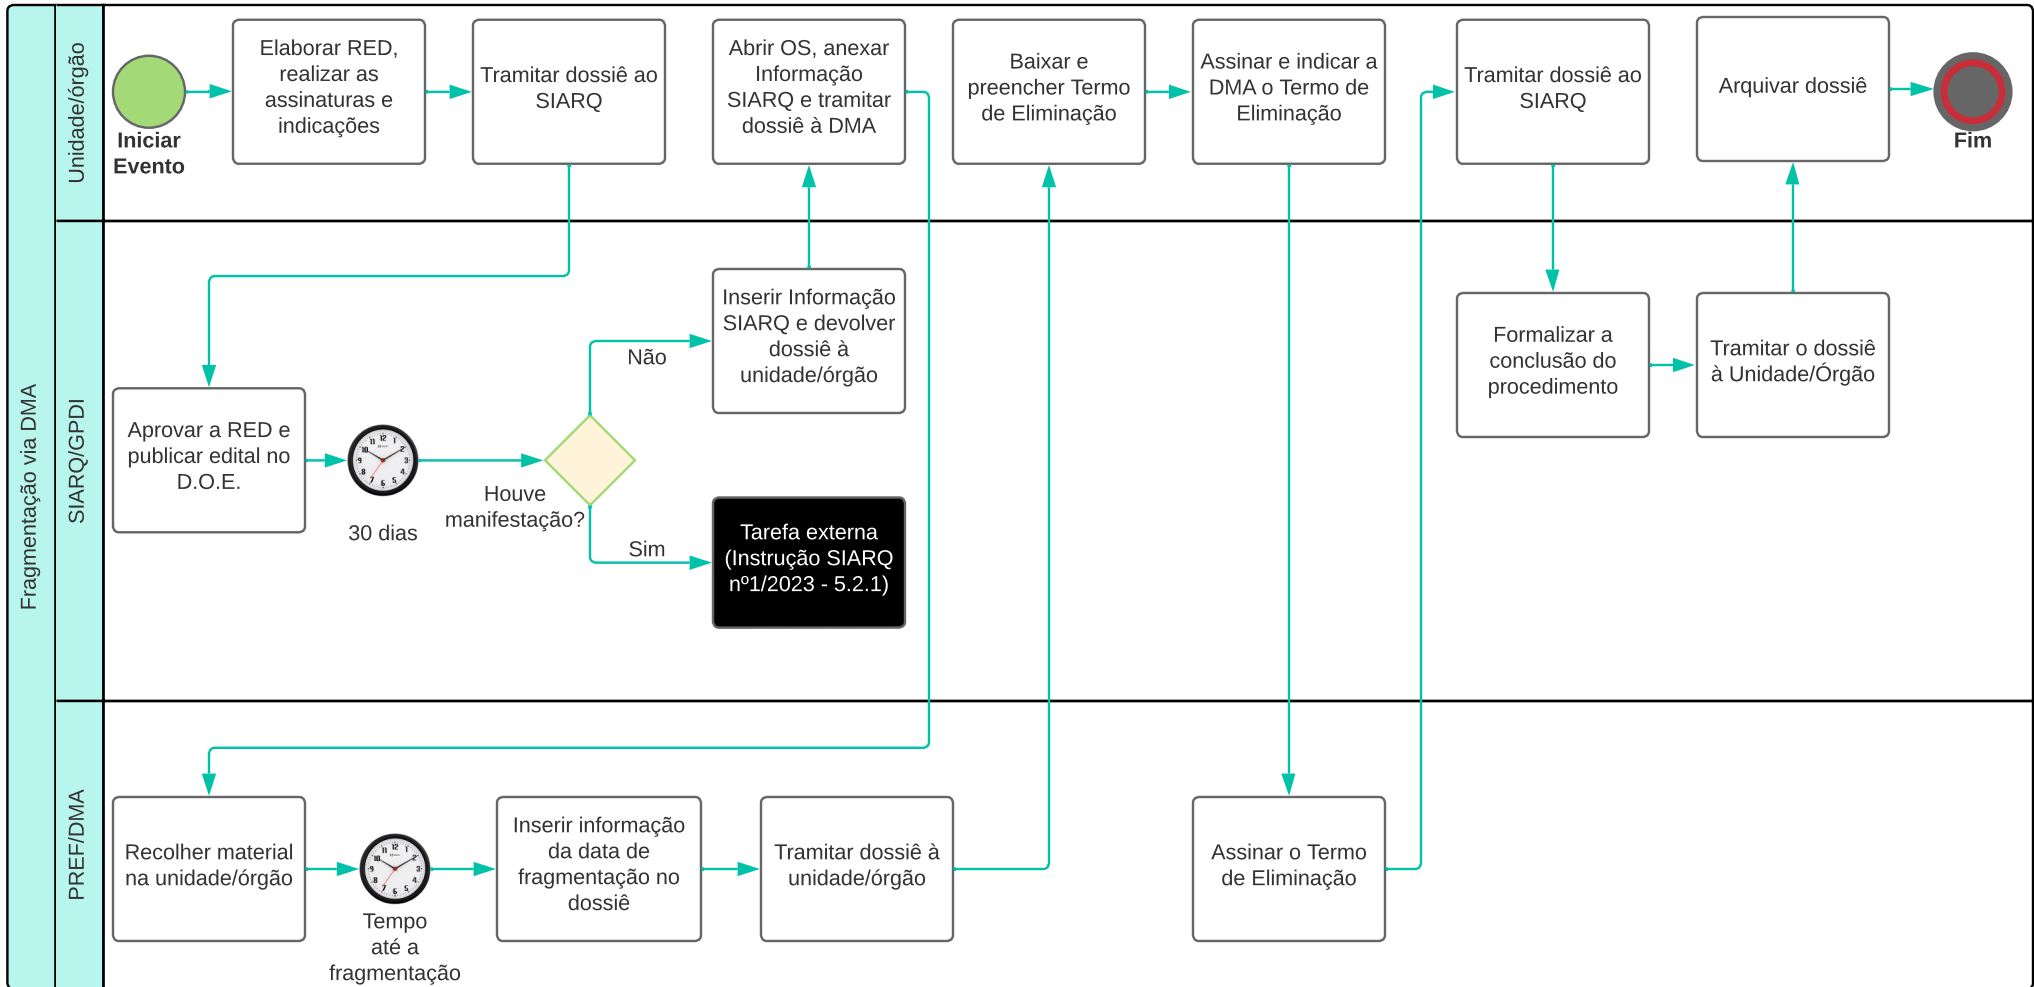 Fragmentação via DMA
Unidade/órgão
Iniciar
Evento
Elaborar RED,
realizar as
assinaturas e
indicações
Tramitar dossiê ao
SIARQ
Abrir OS, anexar
Informação
SIARQ e tramitar
dossiê à DMA
Baixar e
preencher Termo
de Eliminação
Assinar e indicar a
DMA o Termo de
Eliminação
Tramitar dossiê ao
SIARQ
Arquivar dossiê
Fim
SIARQ/GPDI
Aprovar a RED e
publicar edital no
D.O.E.
30 dias
Houve
manifestação?
Não
Sim
Inserir Informação
SIARQ e devolver
dossiê à
unidade/órgão
Tarefa externa
(Instrução SIARQ
nº1/2023 - 5.2.1)
Formalizar a
conclusão do
procedimento
Tramitar o dossiê
à Unidade/Órgão
PREF/DMA
Recolher material
na unidade/órgão
Tempo
até a
fragmentação
Inserir informação
da data de
fragmentação no
dossiê
Tramitar dossiê à
unidade/órgão
Assinar o Termo
de Eliminação